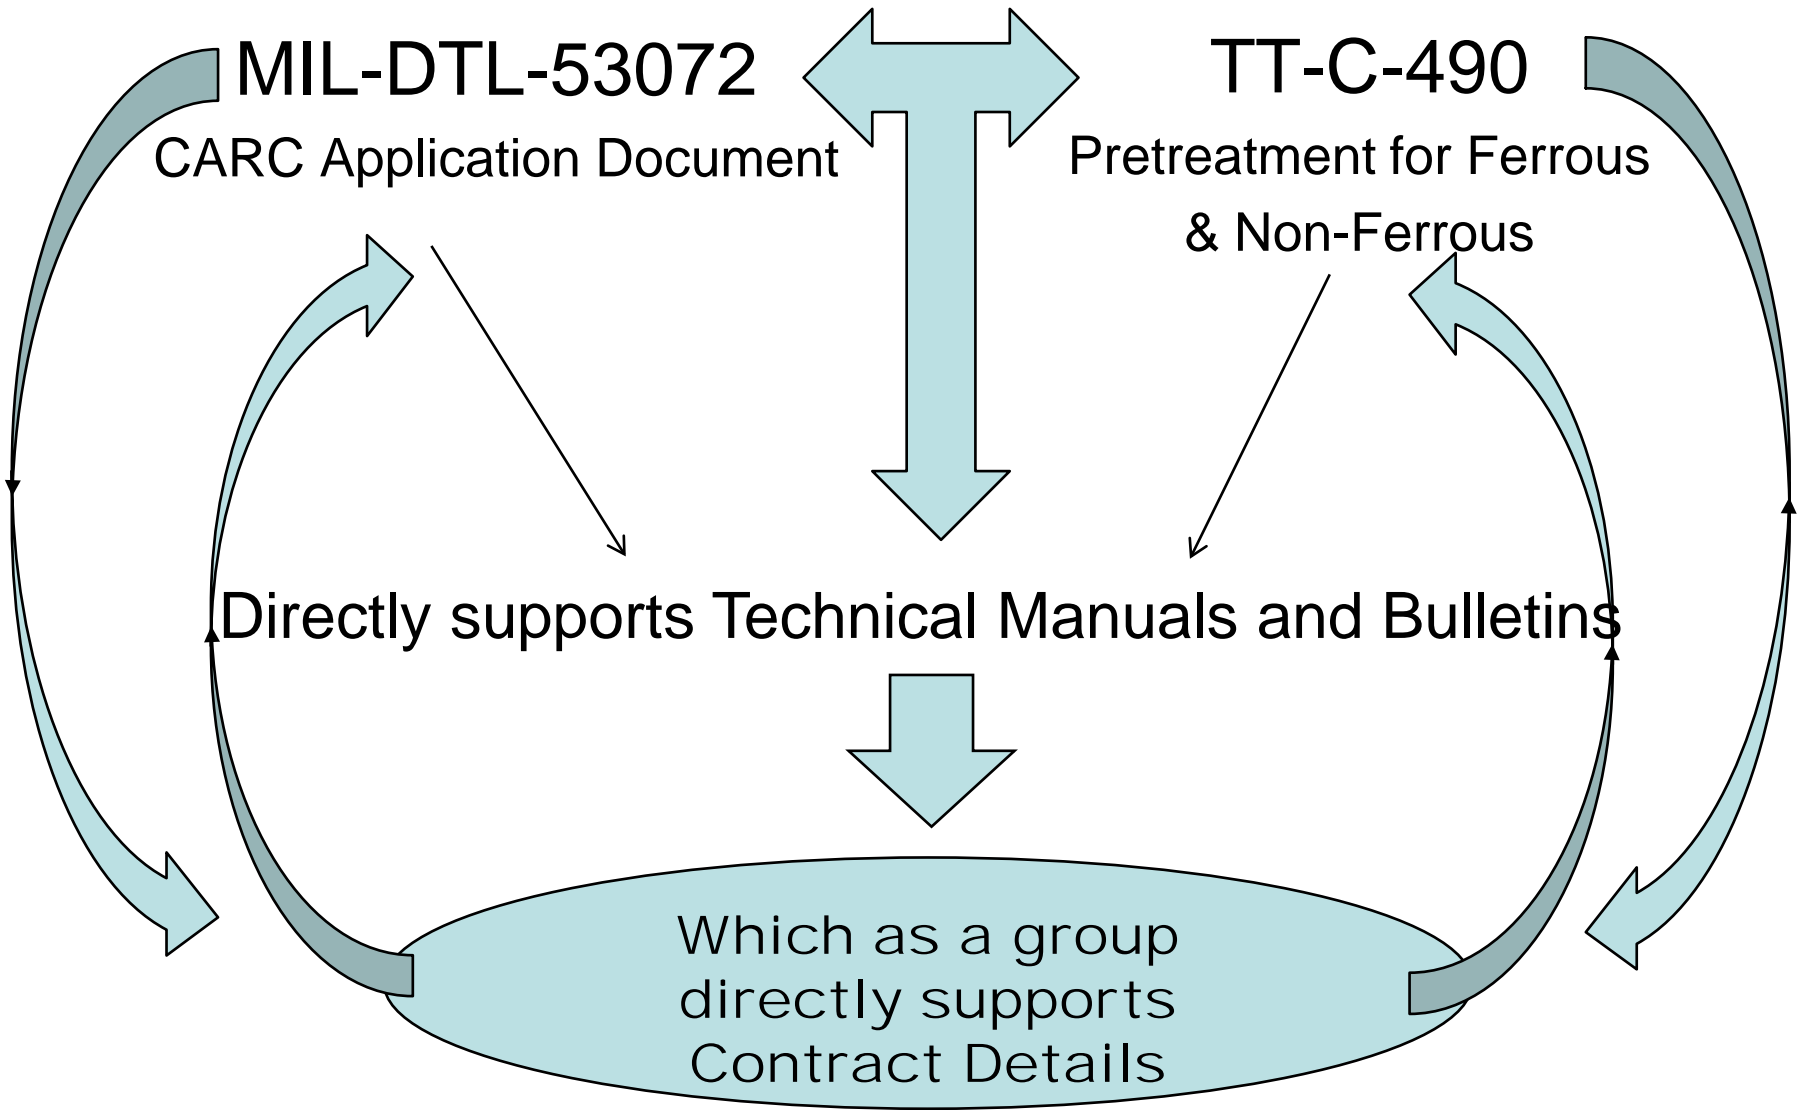 MIL-DTL-53072
TT-C-490
CARC Application Document
Pretreatment for Ferrous
& Non-Ferrous
Directly supports Technical Manuals and Bulletins
Which as a group
directly supports
Contract Details